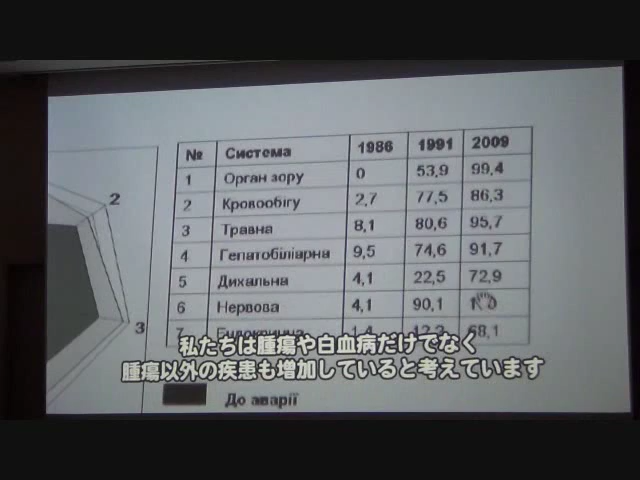 № Система 1986 1991 2009
1 Орган зору 0 53,9 99,4
2 Кровообігу 2,7 77,5 86,3
3 Травна 8,1 80,6 95,7
4 Гепатобіліарна 9,5 74,6 91,7
5 Дихальна 4,1 22,5 72,9
6 Нервова 4,1 90,1
7 68,1
2
3
До аварії
私たちは腫瘍や白血病だけでなく
腫瘍以外の疾患も増加していると考えています